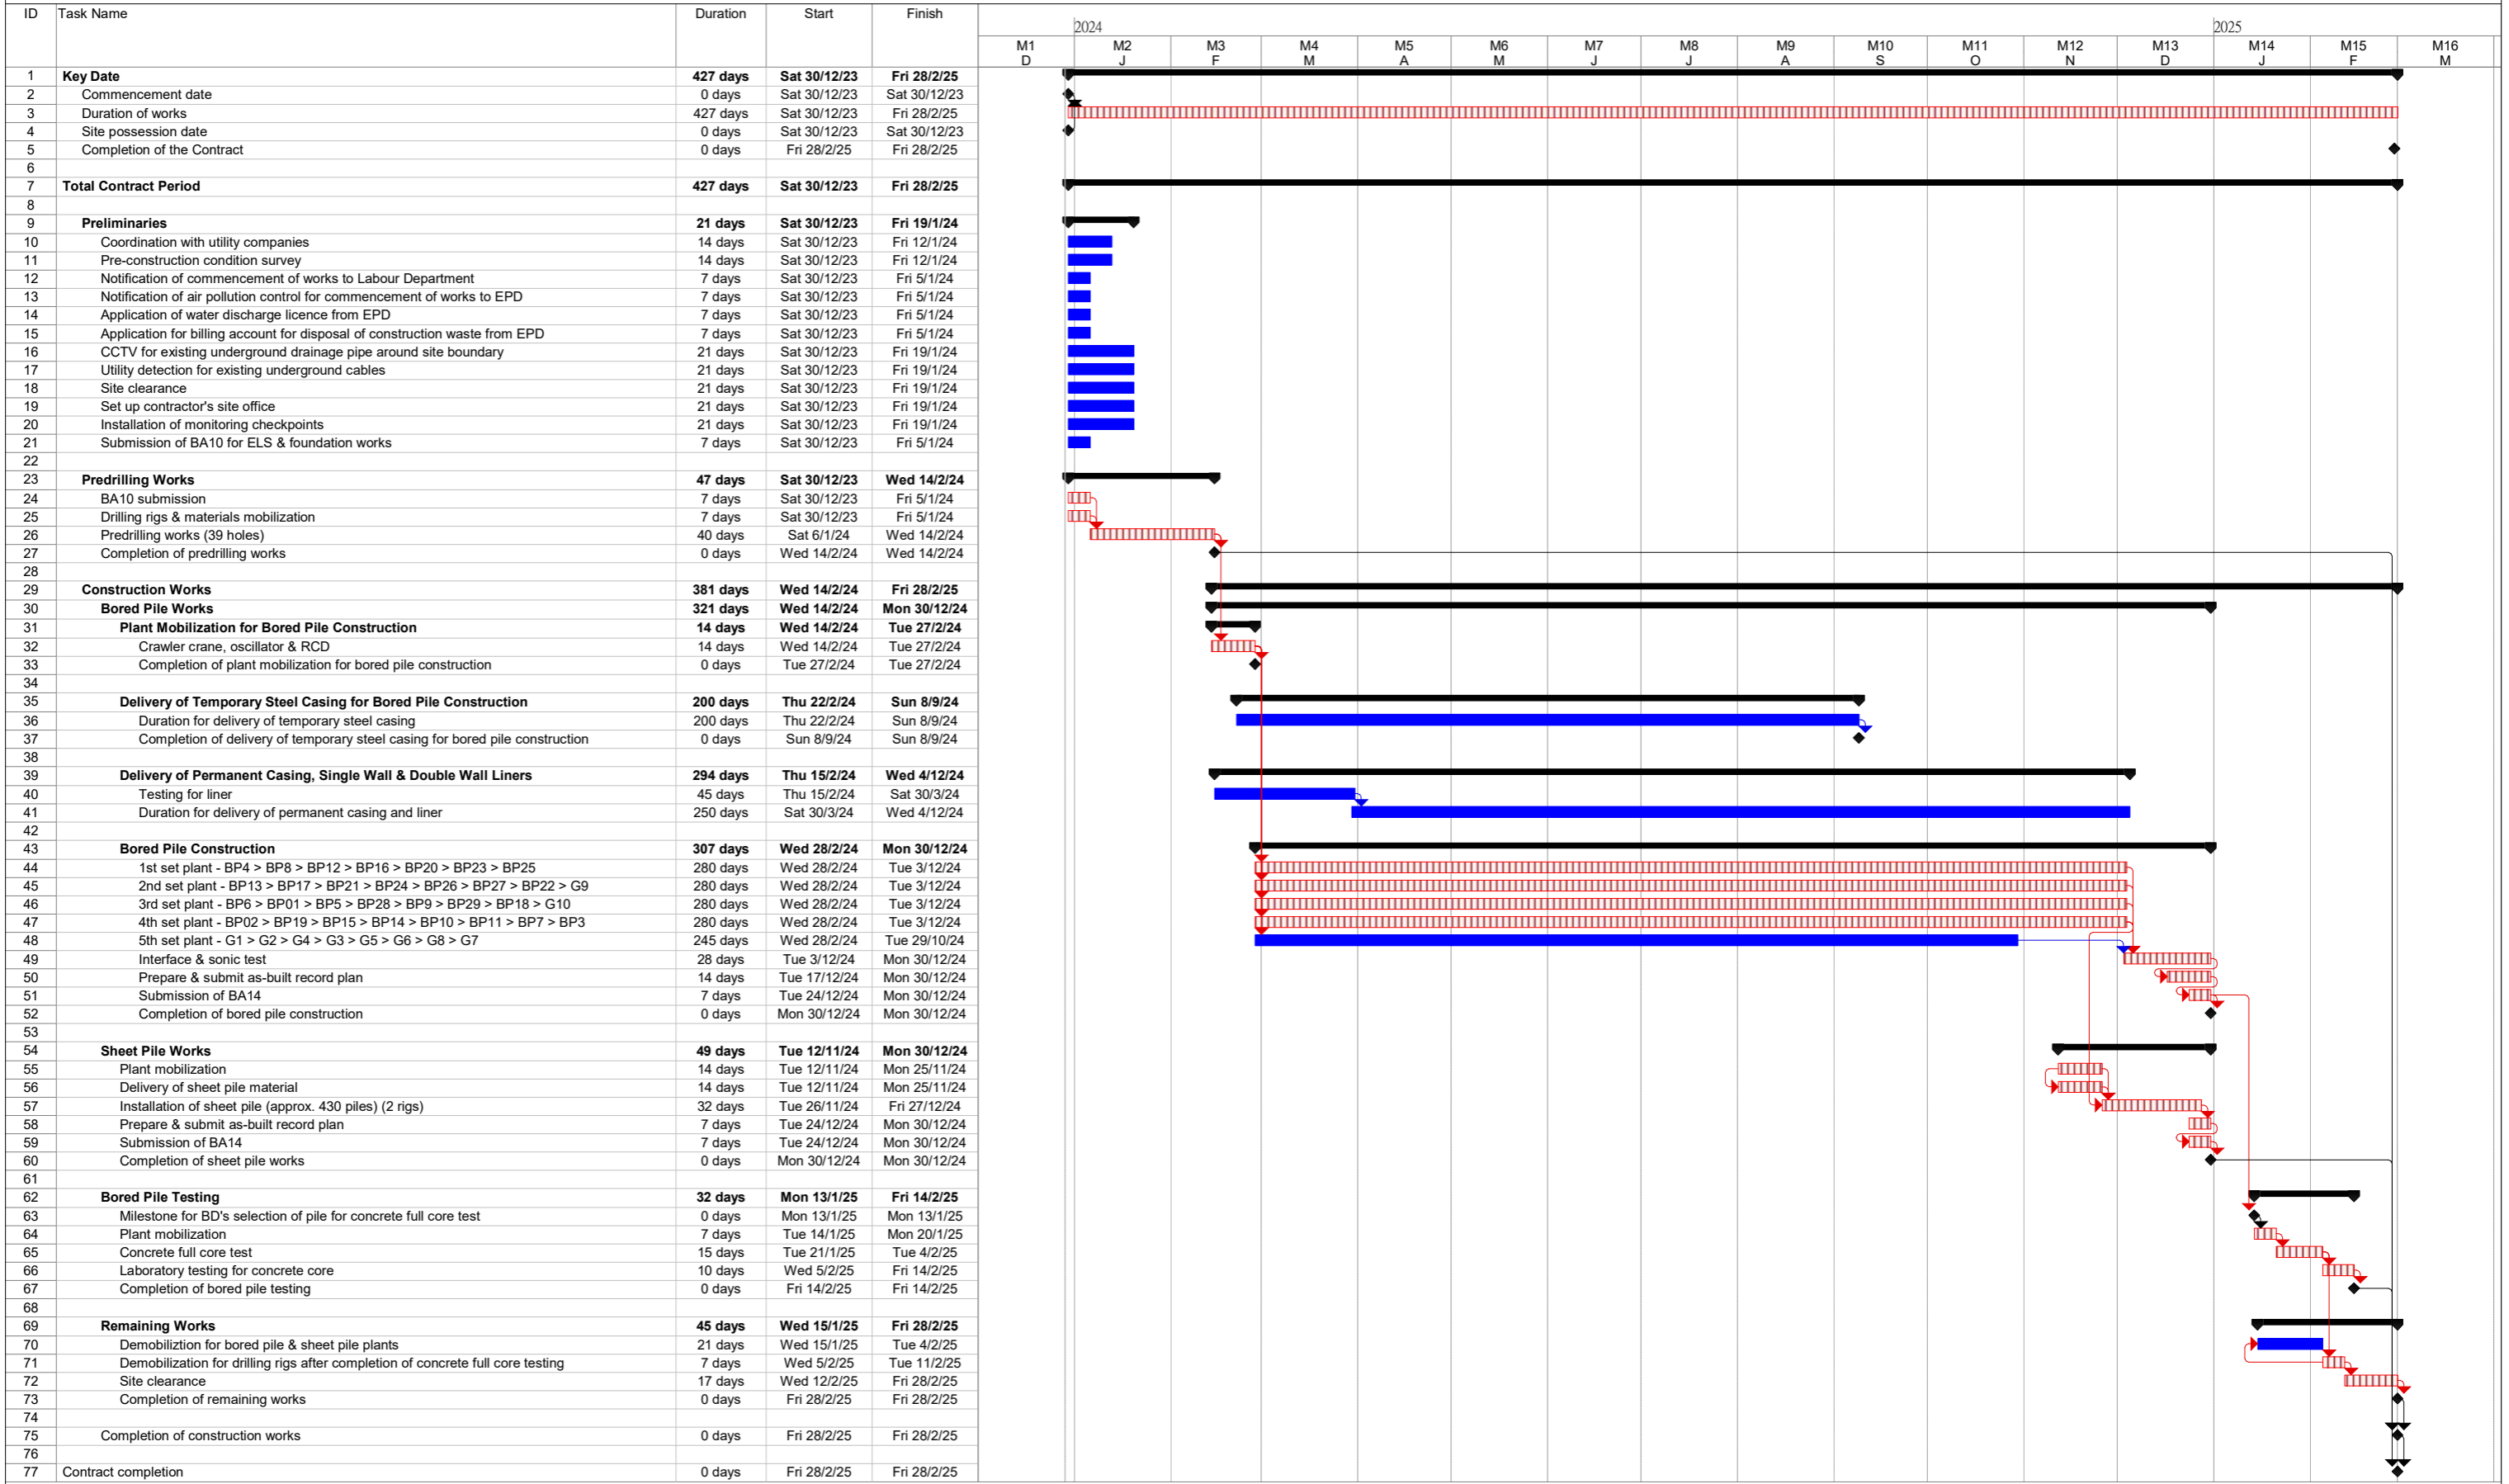 ID Task Name Duration Start Finish
2024 2025
M1 M2 M3 M4 M5 M6 M7 M8 M9 M10 M11 M12 M13 M14 M15 M16
D J F M A M J J A S O N D J F M
1 Key Date 427 days Sat 30/12/23 Fri 28/2/25
2 Commencement date 0 days Sat 30/12/23 Sat 30/12/23
3 Duration of works 427 days Sat 30/12/23 Fri 28/2/25
4 Site possession date 0 days Sat 30/12/23 Sat 30/12/23
5 Completion of the Contract 0 days Fri 28/2/25 Fri 28/2/25
6
7 Total Contract Period 427 days Sat 30/12/23 Fri 28/2/25
8
9 Preliminaries 21 days Sat 30/12/23 Fri 19/1/24
10 Coordination with utility companies 14 days Sat 30/12/23 Fri 12/1/24
11 Pre-construction condition survey 14 days Sat 30/12/23 Fri 12/1/24
12 Notification of commencement of works to Labour Department 7 days Sat 30/12/23 Fri 5/1/24
13 Notification of air pollution control for commencement of works to EPD 7 days Sat 30/12/23 Fri 5/1/24
14 Application of water discharge licence from EPD 7 days Sat 30/12/23 Fri 5/1/24
15 Application for billing account for disposal of construction waste from EPD 7 days Sat 30/12/23 Fri 5/1/24
16 CCTV for existing underground drainage pipe around site boundary 21 days Sat 30/12/23 Fri 19/1/24
17 Utility detection for existing underground cables 21 days Sat 30/12/23 Fri 19/1/24
18 Site clearance 21 days Sat 30/12/23 Fri 19/1/24
19 Set up contractor's site office 21 days Sat 30/12/23 Fri 19/1/24
20 Installation of monitoring checkpoints 21 days Sat 30/12/23 Fri 19/1/24
21 Submission of BA10 for ELS & foundation works 7 days Sat 30/12/23 Fri 5/1/24
22
23 Predrilling Works 47 days Sat 30/12/23 Wed 14/2/24
24 BA10 submission 7 days Sat 30/12/23 Fri 5/1/24
25 Drilling rigs & materials mobilization 7 days Sat 30/12/23 Fri 5/1/24
26 Predrilling works (39 holes) 40 days Sat 6/1/24 Wed 14/2/24
27 Completion of predrilling works 0 days Wed 14/2/24 Wed 14/2/24
28
29 Construction Works 381 days Wed 14/2/24 Fri 28/2/25
30 Bored Pile Works 321 days Wed 14/2/24 Mon 30/12/24
31 Plant Mobilization for Bored Pile Construction 14 days Wed 14/2/24 Tue 27/2/24
32 Crawler crane, oscillator & RCD 14 days Wed 14/2/24 Tue 27/2/24
33 Completion of plant mobilization for bored pile construction 0 days Tue 27/2/24 Tue 27/2/24
34
35 Delivery of Temporary Steel Casing for Bored Pile Construction 200 days Thu 22/2/24 Sun 8/9/24
36 Duration for delivery of temporary steel casing 200 days Thu 22/2/24 Sun 8/9/24
37 Completion of delivery of temporary steel casing for bored pile construction 0 days Sun 8/9/24 Sun 8/9/24
38
39 Delivery of Permanent Casing, Single Wall & Double Wall Liners 294 days Thu 15/2/24 Wed 4/12/24
40 Testing for liner 45 days Thu 15/2/24 Sat 30/3/24
41 Duration for delivery of permanent casing and liner 250 days Sat 30/3/24 Wed 4/12/24
42
43 Bored Pile Construction 307 days Wed 28/2/24 Mon 30/12/24
44 1st set plant - BP4 > BP8 > BP12 > BP16 > BP20 > BP23 > BP25 280 days Wed 28/2/24 Tue 3/12/24
45 2nd set plant - BP13 > BP17 > BP21 > BP24 > BP26 > BP27 > BP22 > G9 280 days Wed 28/2/24 Tue 3/12/24
46 3rd set plant - BP6 > BP01 > BP5 > BP28 > BP9 > BP29 > BP18 > G10 280 days Wed 28/2/24 Tue 3/12/24
47 4th set plant - BP02 > BP19 > BP15 > BP14 > BP10 > BP11 > BP7 > BP3 280 days Wed 28/2/24 Tue 3/12/24
48 5th set plant - G1 > G2 > G4 > G3 > G5 > G6 > G8 > G7 245 days Wed 28/2/24 Tue 29/10/24
49 Interface & sonic test 28 days Tue 3/12/24 Mon 30/12/24
50 Prepare & submit as-built record plan 14 days Tue 17/12/24 Mon 30/12/24
51 Submission of BA14 7 days Tue 24/12/24 Mon 30/12/24
52 Completion of bored pile construction 0 days Mon 30/12/24 Mon 30/12/24
53
54 Sheet Pile Works 49 days Tue 12/11/24 Mon 30/12/24
55 Plant mobilization 14 days Tue 12/11/24 Mon 25/11/24
56 Delivery of sheet pile material 14 days Tue 12/11/24 Mon 25/11/24
57 Installation of sheet pile (approx. 430 piles) (2 rigs) 32 days Tue 26/11/24 Fri 27/12/24
58 Prepare & submit as-built record plan 7 days Tue 24/12/24 Mon 30/12/24
59 Submission of BA14 7 days Tue 24/12/24 Mon 30/12/24
60 Completion of sheet pile works 0 days Mon 30/12/24 Mon 30/12/24
61
62 Bored Pile Testing 32 days Mon 13/1/25 Fri 14/2/25
63 Milestone for BD's selection of pile for concrete full core test 0 days Mon 13/1/25 Mon 13/1/25
64 Plant mobilization 7 days Tue 14/1/25 Mon 20/1/25
65 Concrete full core test 15 days Tue 21/1/25 Tue 4/2/25
66 Laboratory testing for concrete core 10 days Wed 5/2/25 Fri 14/2/25
67 Completion of bored pile testing 0 days Fri 14/2/25 Fri 14/2/25
68
69 Remaining Works 45 days Wed 15/1/25 Fri 28/2/25
70 Demobiliztion for bored pile & sheet pile plants 21 days Wed 15/1/25 Tue 4/2/25
71 Demobilization for drilling rigs after completion of concrete full core testing 7 days Wed 5/2/25 Tue 11/2/25
72 Site clearance 17 days Wed 12/2/25 Fri 28/2/25
73 Completion of remaining works 0 days Fri 28/2/25 Fri 28/2/25
74
75 Completion of construction works 0 days Fri 28/2/25 Fri 28/2/25
76
77 Contract completion 0 days Fri 28/2/25 Fri 28/2/25